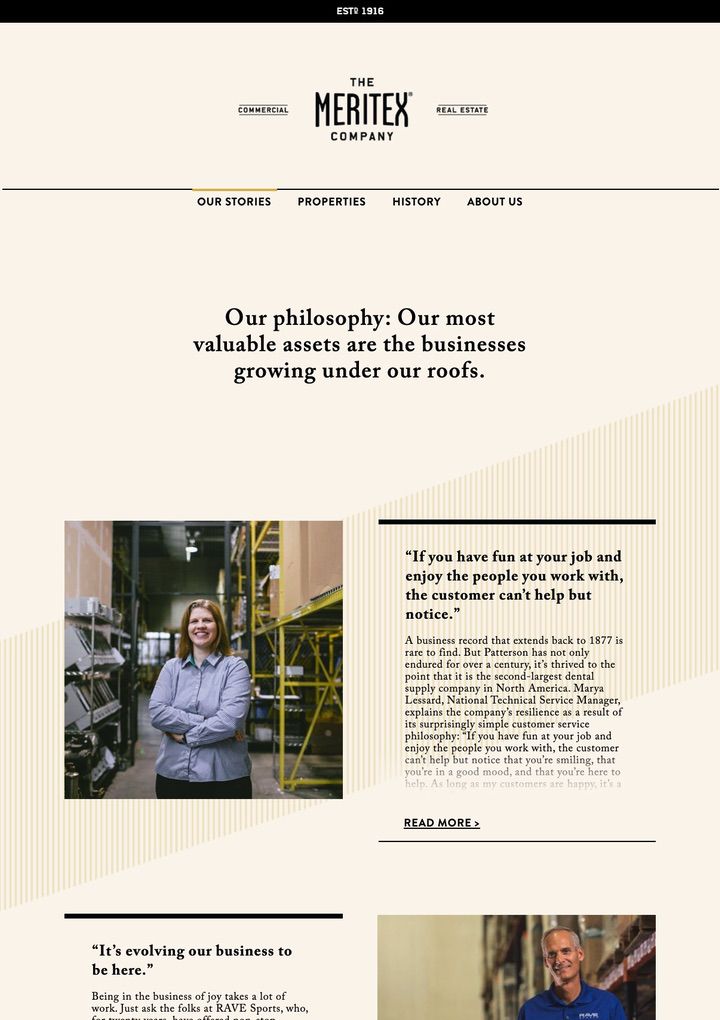 ESTD 1916
THE
COMMERCIAL MERITEX® REAL ESTATE
COMPANY
OUR STORIES PROPERTIES HISTORY ABOUT US
Our philosophy: Our most
valuable assets are the businesses
growing under our roofs.
“If you have fun at your job and
enjoy the people you work with,
the customer can’t help but
notice.”
A business record that extends back to 1877 is
rare to find. But Patterson has not only
endured for over a century, it’s thrived to the
point that it is the second-largest dental
supply company in North America. Marya
Lessard, National Technical Service Manager,
explains the company’s resilience as a result of
its surprisingly simple customer service
philosophy: “If you have fun at your job and
enjoy the people you work with, the customer
can’t help but notice that you’re smiling, that
you’re in a good mood, and that you’re here to
help. As long as my customers are happy, it’s a
READ MORE >
“It’s evolving our business to
be here.”
Being in the business of joy takes a lot of
work. Just ask the folks at RAVE Sports, who,
for twenty years, have offered non-stop
RAVE